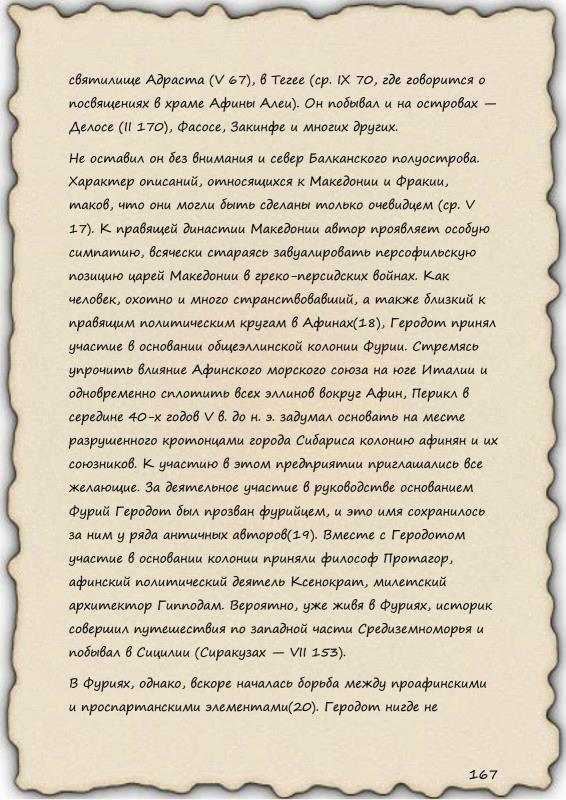 святилище Адраста (V 67), в Тегее (ср. IX 70, где говорится о
посвящениях в храме Афины Алеи). Он побывал и на островах —
Делосе (II 170), Фасосе, Закинфе и многих других.
Не оставил он без внимания и север Балканского полуострова.
Характер описаний, относящихся к Македонии и Фракии,
таков, что они могли быть сделаны только очевидцем (ср. V
17). К правящей династии Македонии автор проявляет особую
симпатию, всячески стараясь завуалировать персофильскую
позицию царей Македонии в греко-персидских войнах. Как
человек, охотно и много странствовавший, а также близкий к
правящим политическим кругам в Афинах(18), Геродот принял
участие в основании общеэллинской колонии Фурии. Стремясь
упрочить влияние Афинского морского союза на юге Италии и
одновременно сплотить всех эллинов вокруг Афин, Перикл в
середине 40-х годов V в. до н. э. задумал основать на месте
разрушенного кротонцами города Сибариса колонию афинян и их
союзников. К участию в этом предприятии приглашались все
желающие. За деятельное участие в руководстве основанием
Фурий Геродот был прозван фурийцем, и это имя сохранилось
за ним у ряда античных авторов(19). Вместе с Геродотом
участие в основании колонии приняли философ Протагор,
афинский политический деятель Ксенократ, милетский
архитектор Гипподам. Вероятно, уже живя в Фуриях, историк
совершил путешествия по западной части Средиземноморья и
побывал в Сицилии (Сиракузах — VII 153).
В Фуриях, однако, вскоре началась борьба между проафинскими
и проспартанскими элементами(20). Геродот нигде не
167